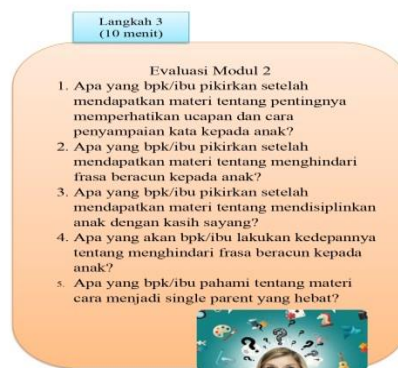 Langkah 3
(10 menit)
Evaluasi Modul 2
1. Apa yang bpk/ibu pikirkan setelah
mendapatkan materi tentang pentingnya
memperhatikan ucapan dan cara
penyampaian kata kepada anak?
2. Apa yang bpk/ibu pikirkan setelah
mendapatkan materi tentang menghindari
frasa beracun kepada anak?
3. Apa yang bpk/ibu pikirkan setelah
mendapatkan materi tentang mendisiplinkan
anak dengan kasih sayang?
4. Apa yang akan bpk/ibu lakukan kedepannya
tentang menghindari frasa beracun kepada
anak?
5. Apa yang bpk/ibu pahami tentang materi
cara menjadi single parent yang hebat?